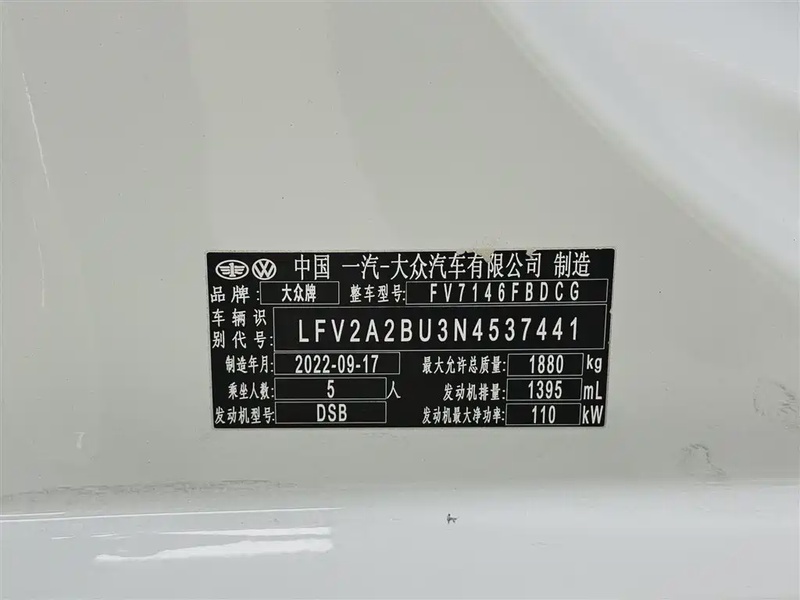 中国 一汽-大众汽车有限公司 制造
品牌: 大众牌 整车型号: FV7146FBDCG
车辆识别代号: LFV2A2BU3N4537441
制造年月: 2022-09-17 最大允许总质量: 1880 kg
乘坐人数: 5 人 发动机排量: 1395 mL
发动机型号: DSB 发动机最大净功率: 110 kW